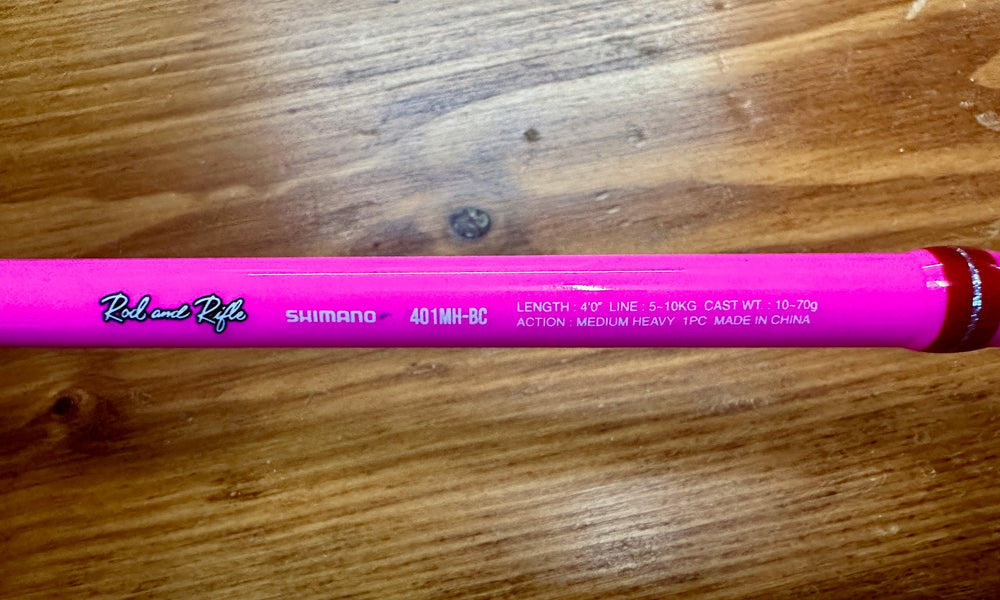 Rod and Rifle SHIMANO 401MH-BC
LENGTH : 4'0" LINE : 5~10KG CAST WT. : 10~70g
ACTION : MEDIUM HEAVY 1PC MADE IN CHINA